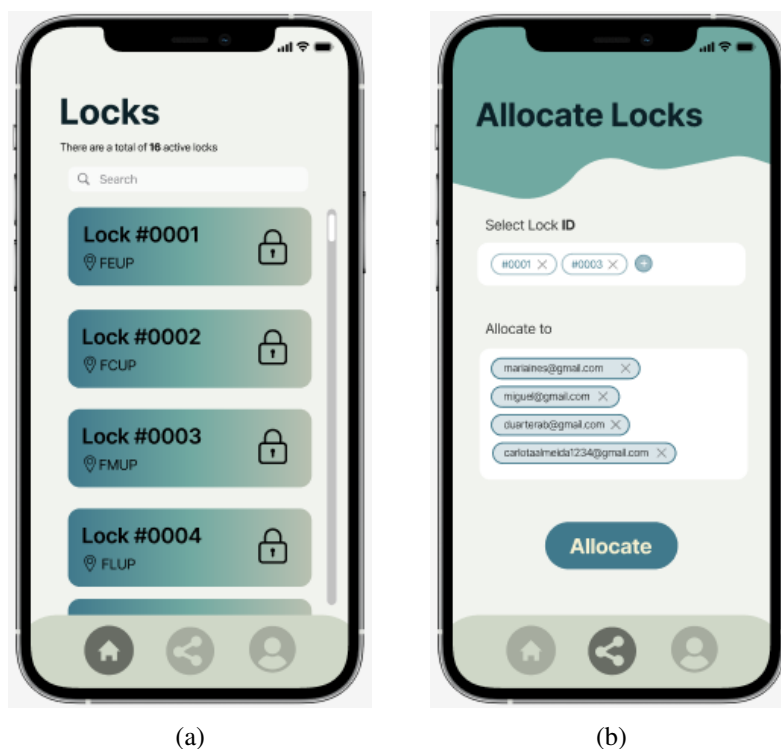 Locks
There are a total of 16 active locks
Search
Lock #0001
FEUP
Lock #0002
FCUP
Lock #0003
FMUP
Lock #0004
FLUP
(a)
Allocate Locks
Select Lock ID
#0001 #0003
Allocate to
mariaines@gmail.com
miguel@gmail.com
duarterab@gmail.com
carlotaalmeida1234@gmail.com
Allocate
(b)